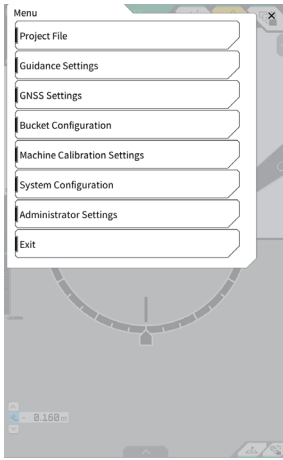 Menu
Project File
Guidance Settings
GNSS Settings
Bucket Configuration
Machine Calibration Settings
System Configuration
Administrator Settings
Exit
- 0.160 m